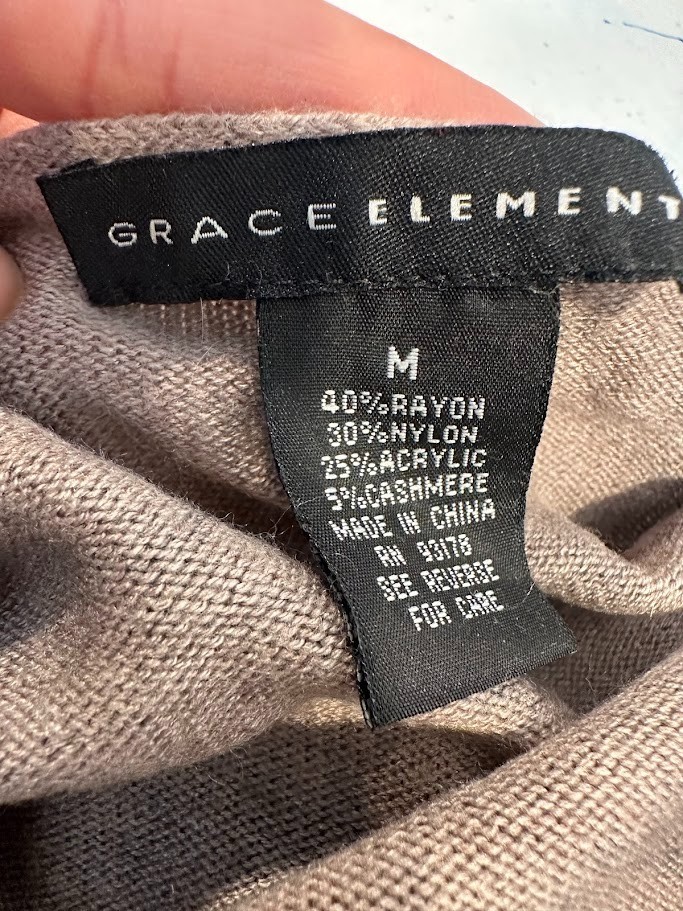 GRACE ELEMENT
M
40%RAYON
30%NYLON
25%ACRYLIC
5%CASHMERE
MADE IN CHINA
RN 93178
SEE REVERSE
FOR CARE